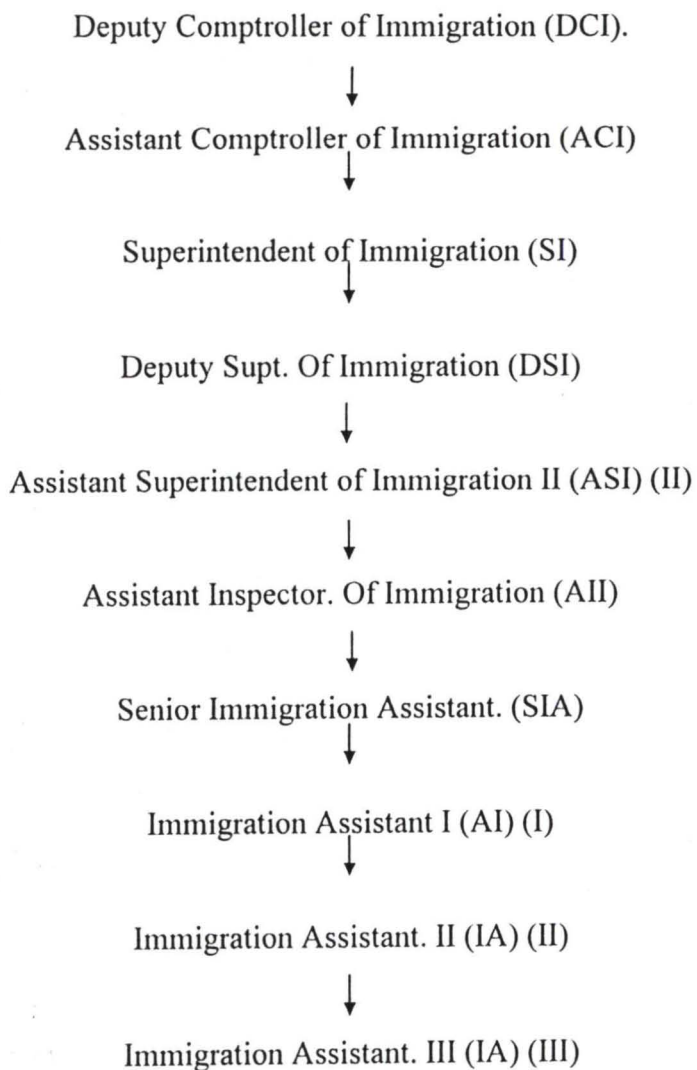 Deputy Comptroller of Immigration (DCI).
Assistant Comptroller of Immigration (ACI)
Superintendent of Immigration (SI)
Deputy Supt. Of Immigration (DSI)
Assistant Superintendent of Immigration II (ASI) (II)
Assistant Inspector. Of Immigration (AII)
Senior Immigration Assistant. (SIA)
Immigration Assistant I (AI) (I)
Immigration Assistant. II (IA) (II)
Immigration Assistant. III (IA) (III)